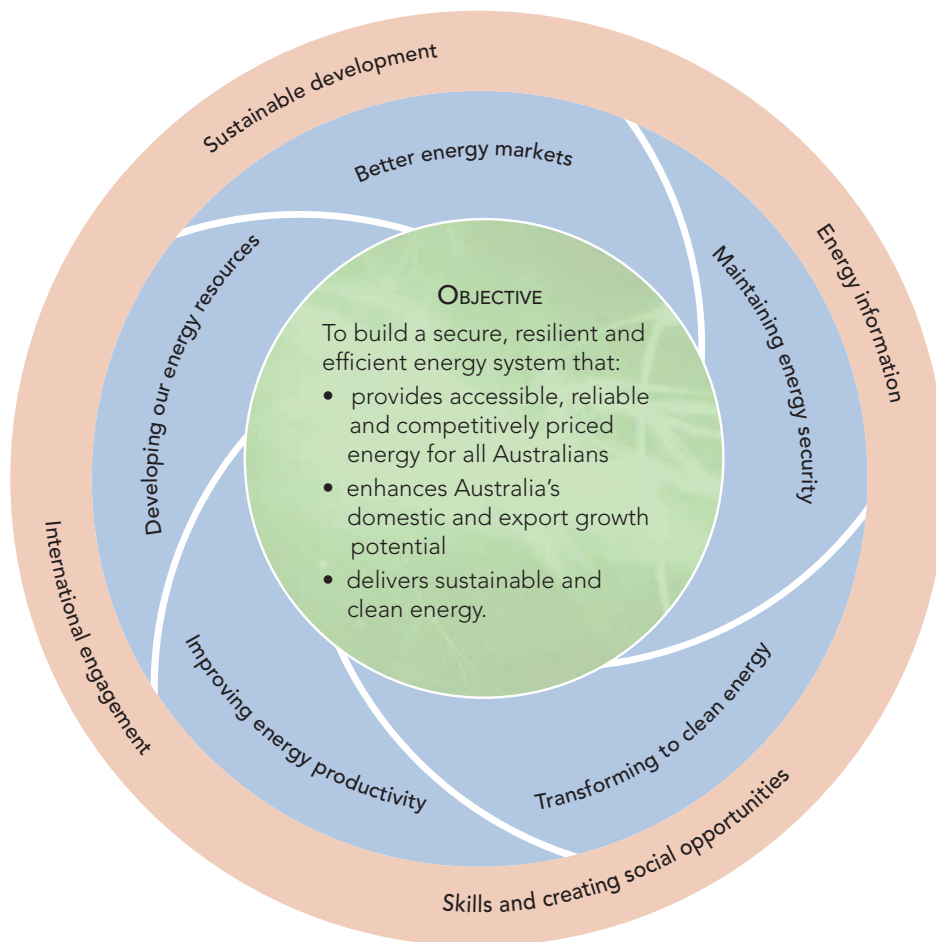 Sustainable development
Energy information
Skills and creating social opportunities
International engagement
Better energy markets
Maintaining energy security
Transforming to clean energy
Improving energy productivity
Developing our energy resources
OBJECTIVE
To build a secure, resilient and
efficient energy system that:
• provides accessible, reliable
and competitively priced
energy for all Australians
• enhances Australia’s
domestic and export growth
potential
• delivers sustainable and
clean energy.